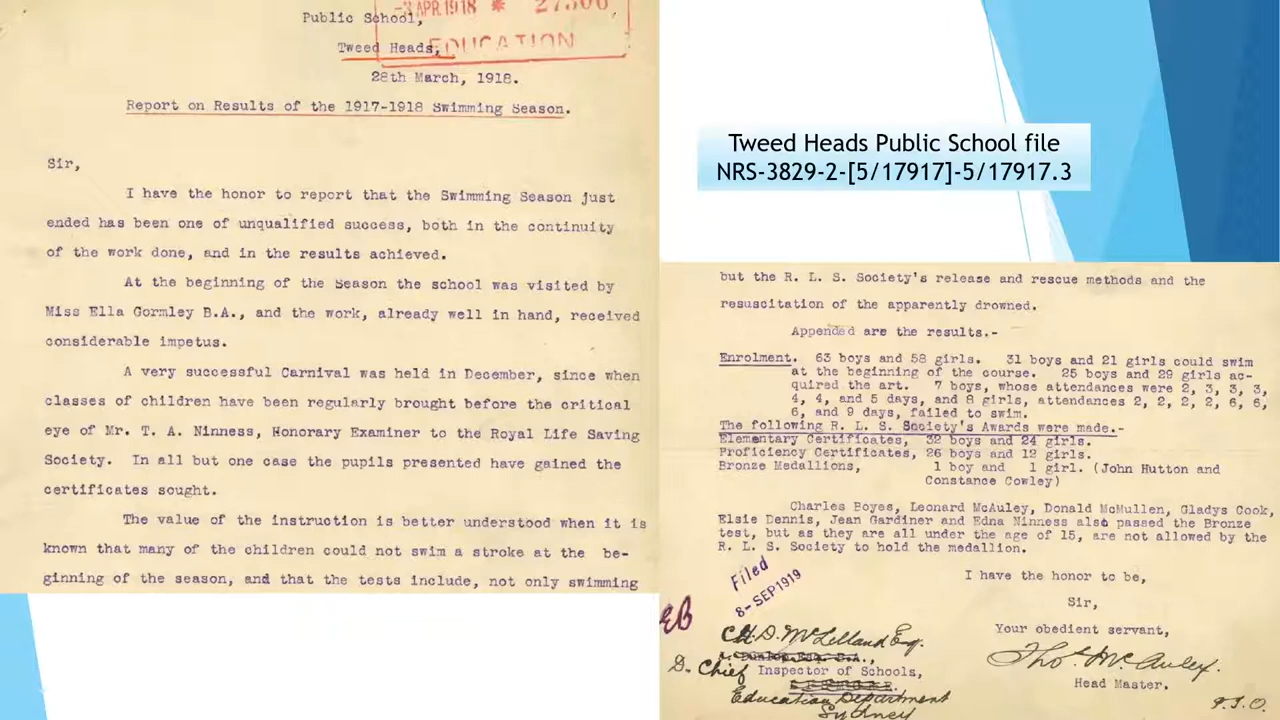 -3 APR.1918 * 27306
EDUCATION
Public School,
Tweed Heads,
28th March, 1918.
Report on Results of the 1917-1918 Swimming Season.
Sir,
I have the honor to report that the Swimming Season just
ended has been one of unqualified success, both in the continuity
of the work done, and in the results achieved.
At the beginning of the Season the school was visited by
Miss Ella Gormley B.A., and the work, already well in hand, received
considerable impetus.
A very successful Carnival was held in December, since when
classes of children have been regularly brought before the critical
eye of Mr. T. A. Ninness, Honorary Examiner to the Royal Life Saving
Society. In all but one case the pupils presented have gained the
certificates sought.
The value of the instruction is better understood when it is
known that many of the children could not swim a stroke at the be-
ginning of the season, and that the tests include, not only swimming
Tweed Heads Public School file
NRS-3829-2-[5/17917]-5/17917.3
but the R. L. S. Society's release and rescue methods and the
resuscitation of the apparently drowned.
Appended are the results.-
Enrolment. 63 boys and 58 girls. 31 boys and 21 girls could swim
at the beginning of the course. 25 boys and 29 girls ac-
quired the art. 7 boys, whose attendances were 2, 3, 3, 3,
4, 4, and 5 days, and 8 girls, attendances 2, 2, 2, 2, 6, 6,
6, and 9 days, failed to swim.
The following R. L. S. Society's Awards were made.-
Elementary Certificates, 32 boys and 24 girls.
Proficiency Certificates, 26 boys and 12 girls.
Bronze Medallions, 1 boy and 1 girl. (John Hutton and
Constance Cowley)
Charles Boyes, Leonard McAuley, Donald McMullen, Gladys Cook,
Elsie Dennis, Jean Gardiner and Edna Ninness also passed the Bronze
test, but as they are all under the age of 15, are not allowed by the
R. L. S. Society to hold the medallion.
I have the honor to be,
Sir,
Your obedient servant,
Thos. McAuley.
Head Master.
Filed
8- SEP 1919
EB
D. McLelland Esq.
D. Chief Inspector of Schools,
Education Department
Sydney
P.T.O.